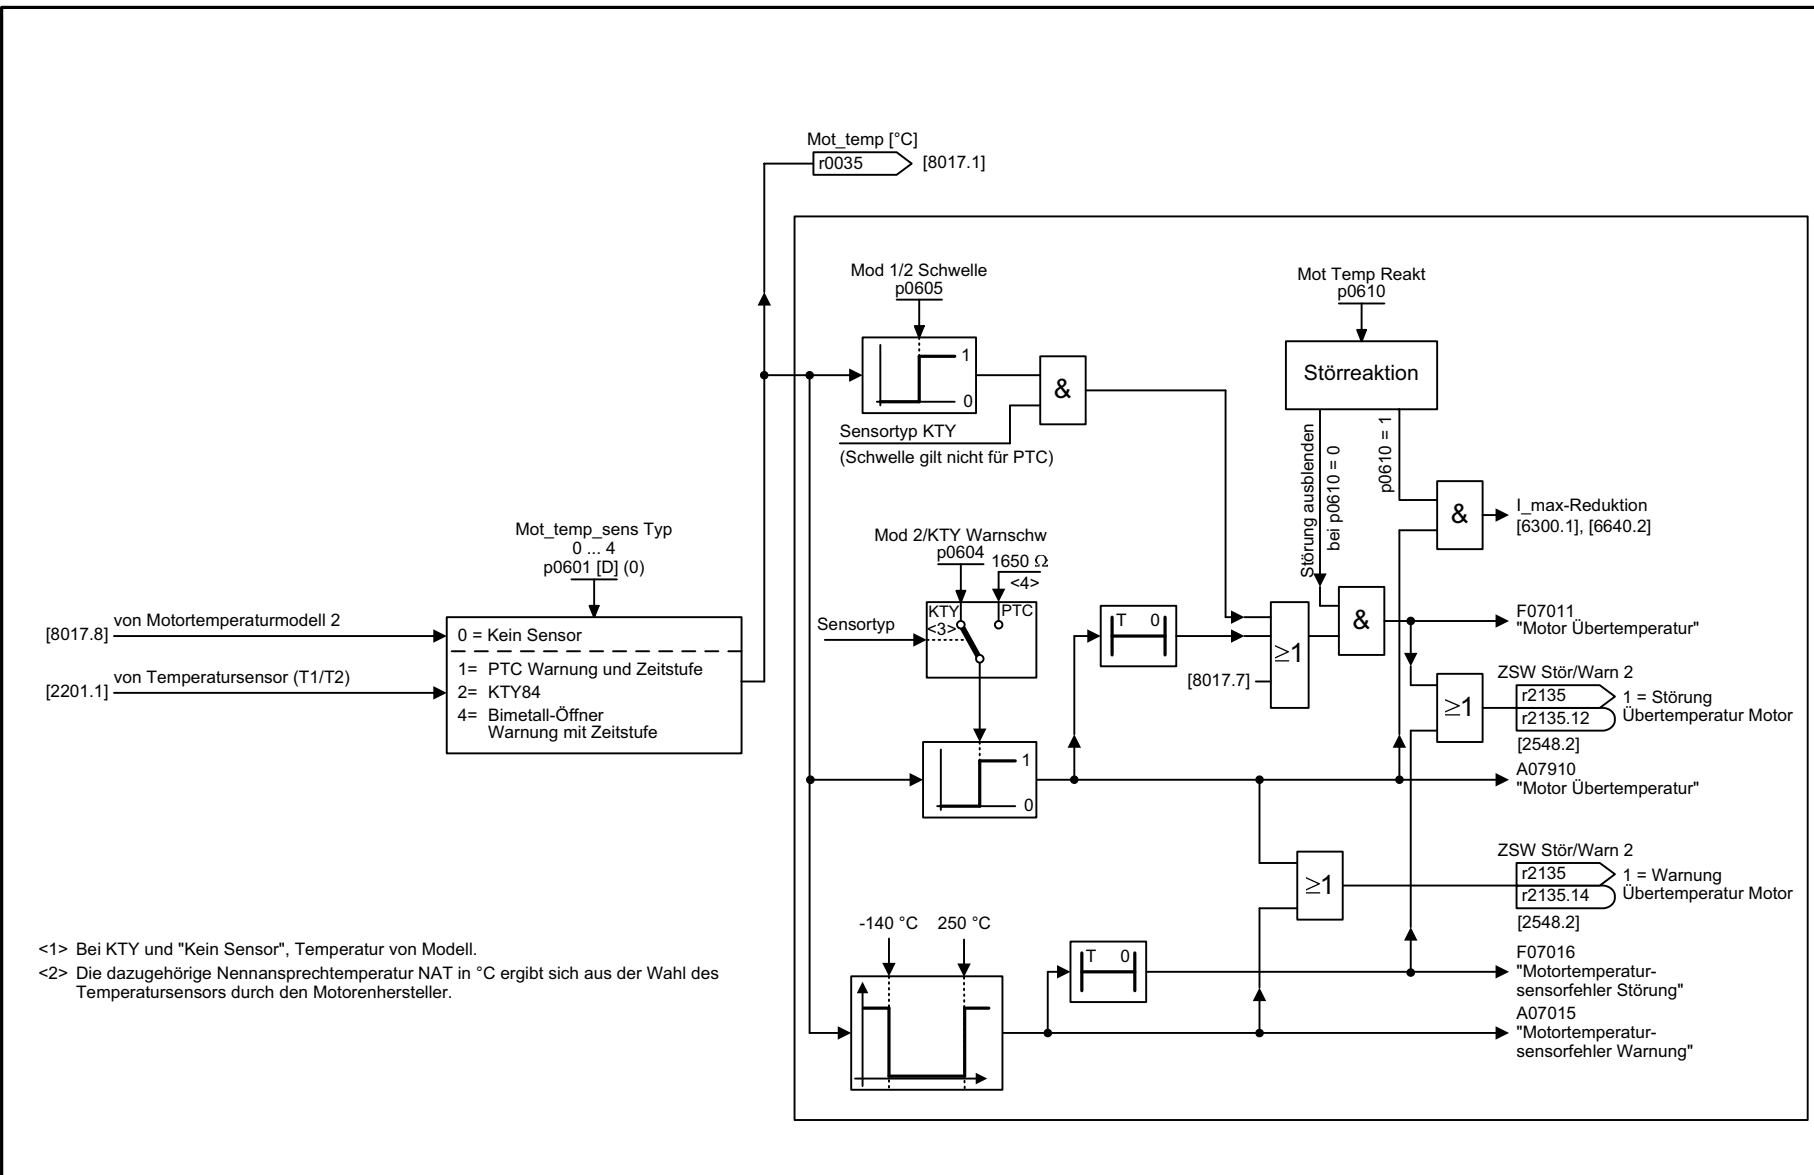 Mot_temp [°C]
r0035
[8017.1]
Mod 1/2 Schwelle
p0605
1
0
&
Sensortyp KTY
(Schwelle gilt nicht für PTC)
Mot Temp Reakt
p0610
Störreaktion
Störung ausblenden
bei p0610 = 0
p0610 = 1
&
I_max-Reduktion
[6300.1], [6640.2]
Mot_temp_sens Typ
0 ... 4
p0601 [D] (0)
[8017.8]
von Motortemperaturmodell 2
[2201.1]
von Temperatursensor (T1/T2)
0 = Kein Sensor
1= PTC Warnung und Zeitstufe
2= KTY84
4= Bimetall-Öffner
Warnung mit Zeitstufe
Mod 2/KTY Warnschw
p0604
1650 Ω
<4>
Sensortyp
KTY
<3>
PTC
1
0
T 0
[8017.7]
≥1
&
F07011
"Motor Übertemperatur"
≥1
ZSW Stör/Warn 2
r2135
r2135.12
1 = Störung
Übertemperatur Motor
[2548.2]
A07910
"Motor Übertemperatur"
≥1
ZSW Stör/Warn 2
r2135
r2135.14
1 = Warnung
Übertemperatur Motor
[2548.2]
-140 °C
250 °C
T 0
F07016
"Motortemperatur-
sensorfehler Störung"
A07015
"Motortemperatur-
sensorfehler Warnung"
<1> Bei KTY und "Kein Sensor", Temperatur von Modell.
<2> Die dazugehörige Nennansprechtemperatur NAT in °C ergibt sich aus der Wahl des
Temperatursensors durch den Motorenhersteller.